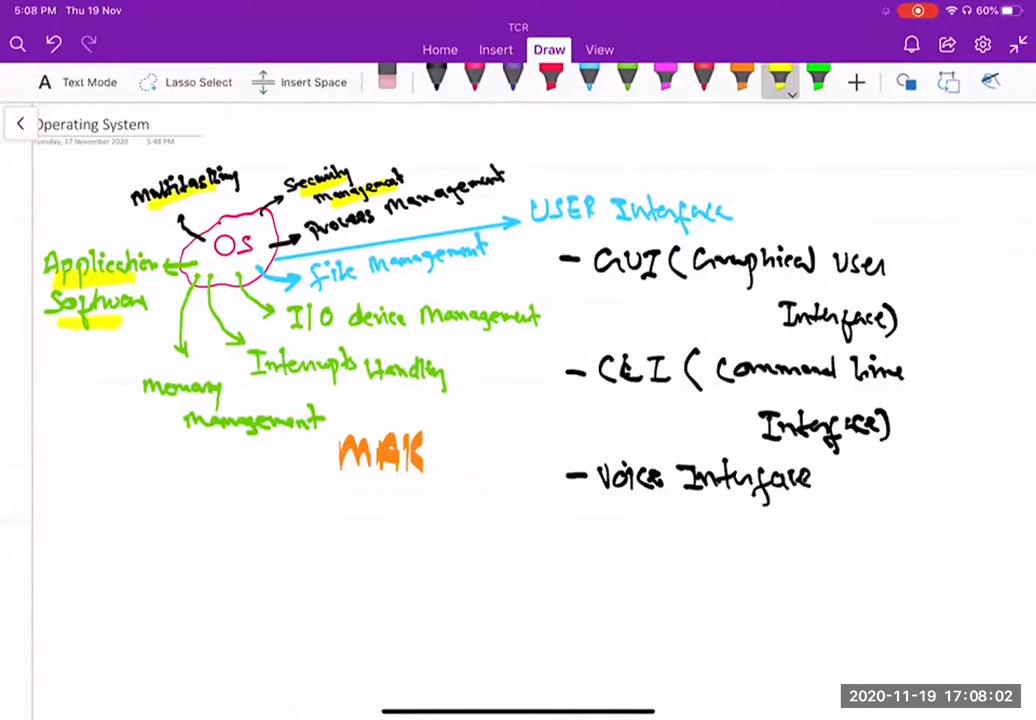 5:08 PM Thu 19 Nov
60%
TCR
Home Insert Draw View
A Text Mode Lasso Select Insert Space
Operating System
Tuesday, 17 November 2020 5:48 PM
Multitasking
Security
management
Process Management
USER Interface
OS
Application
Software
file Management
- GUI (Graphical User
Interface)
I/O device Management
Interrupts Handling
- CLI (Command line
Interface)
Memory
management
MAK
- Voice Interface
2020-11-19 17:08:02